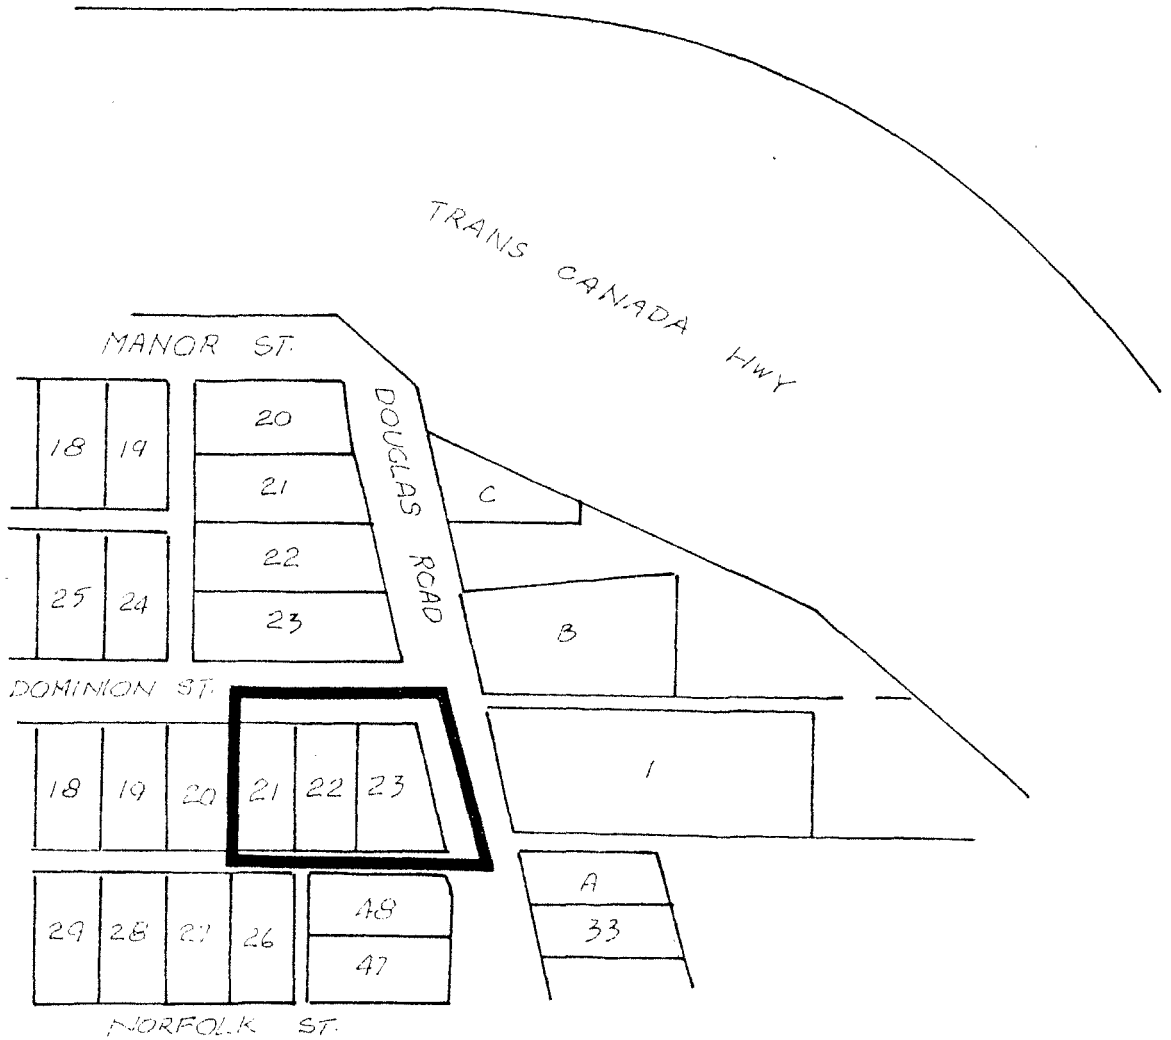 TRANS CANADA HWY
MANOR ST.
DOUGLAS ROAD
18 19
20
21
C
22
25 24
23
B
DOMINION ST.
18 19 20 21 22 23
1
A
48
29 28 27 26
33
47
NORFOLK ST.